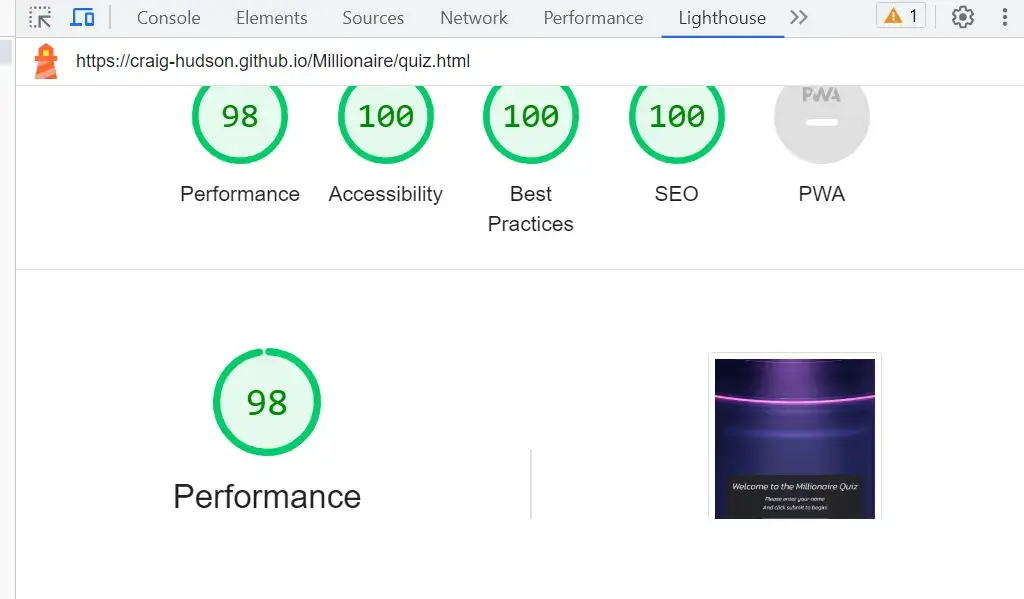 Console Elements Sources Network Performance Lighthouse 1
https://craig-hudson.github.io/Millionaire/quiz.html
98 100 100 100 PWA
Performance Accessibility Best Practices SEO PWA
98
Performance
Welcome to the Millionaire Quiz
Please enter your name
And click submit to begin